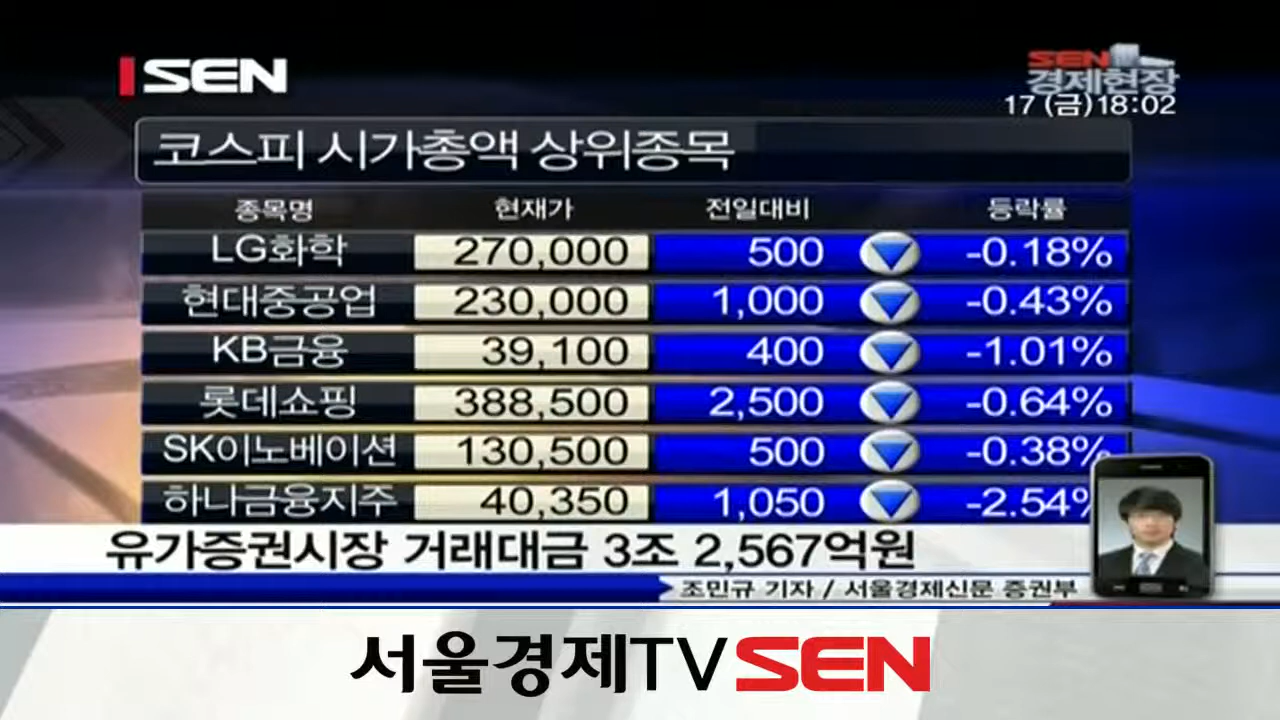 SEN
SEN
경제현장
17 (금)18:02
코스피 시가총액 상위종목
종목명 현재가 전일대비 등락률
LG화학 270,000 500 ▼ -0.18%
현대중공업 230,000 1,000 ▼ -0.43%
KB금융 39,100 400 ▼ -1.01%
롯데쇼핑 388,500 2,500 ▼ -0.64%
SK이노베이션 130,500 500 ▼ -0.38%
하나금융지주 40,350 1,050 ▼ -2.54%
유가증권시장 거래대금 3조 2,567억원
조민규 기자 / 서울경제신문 증권부
서울경제TV SEN